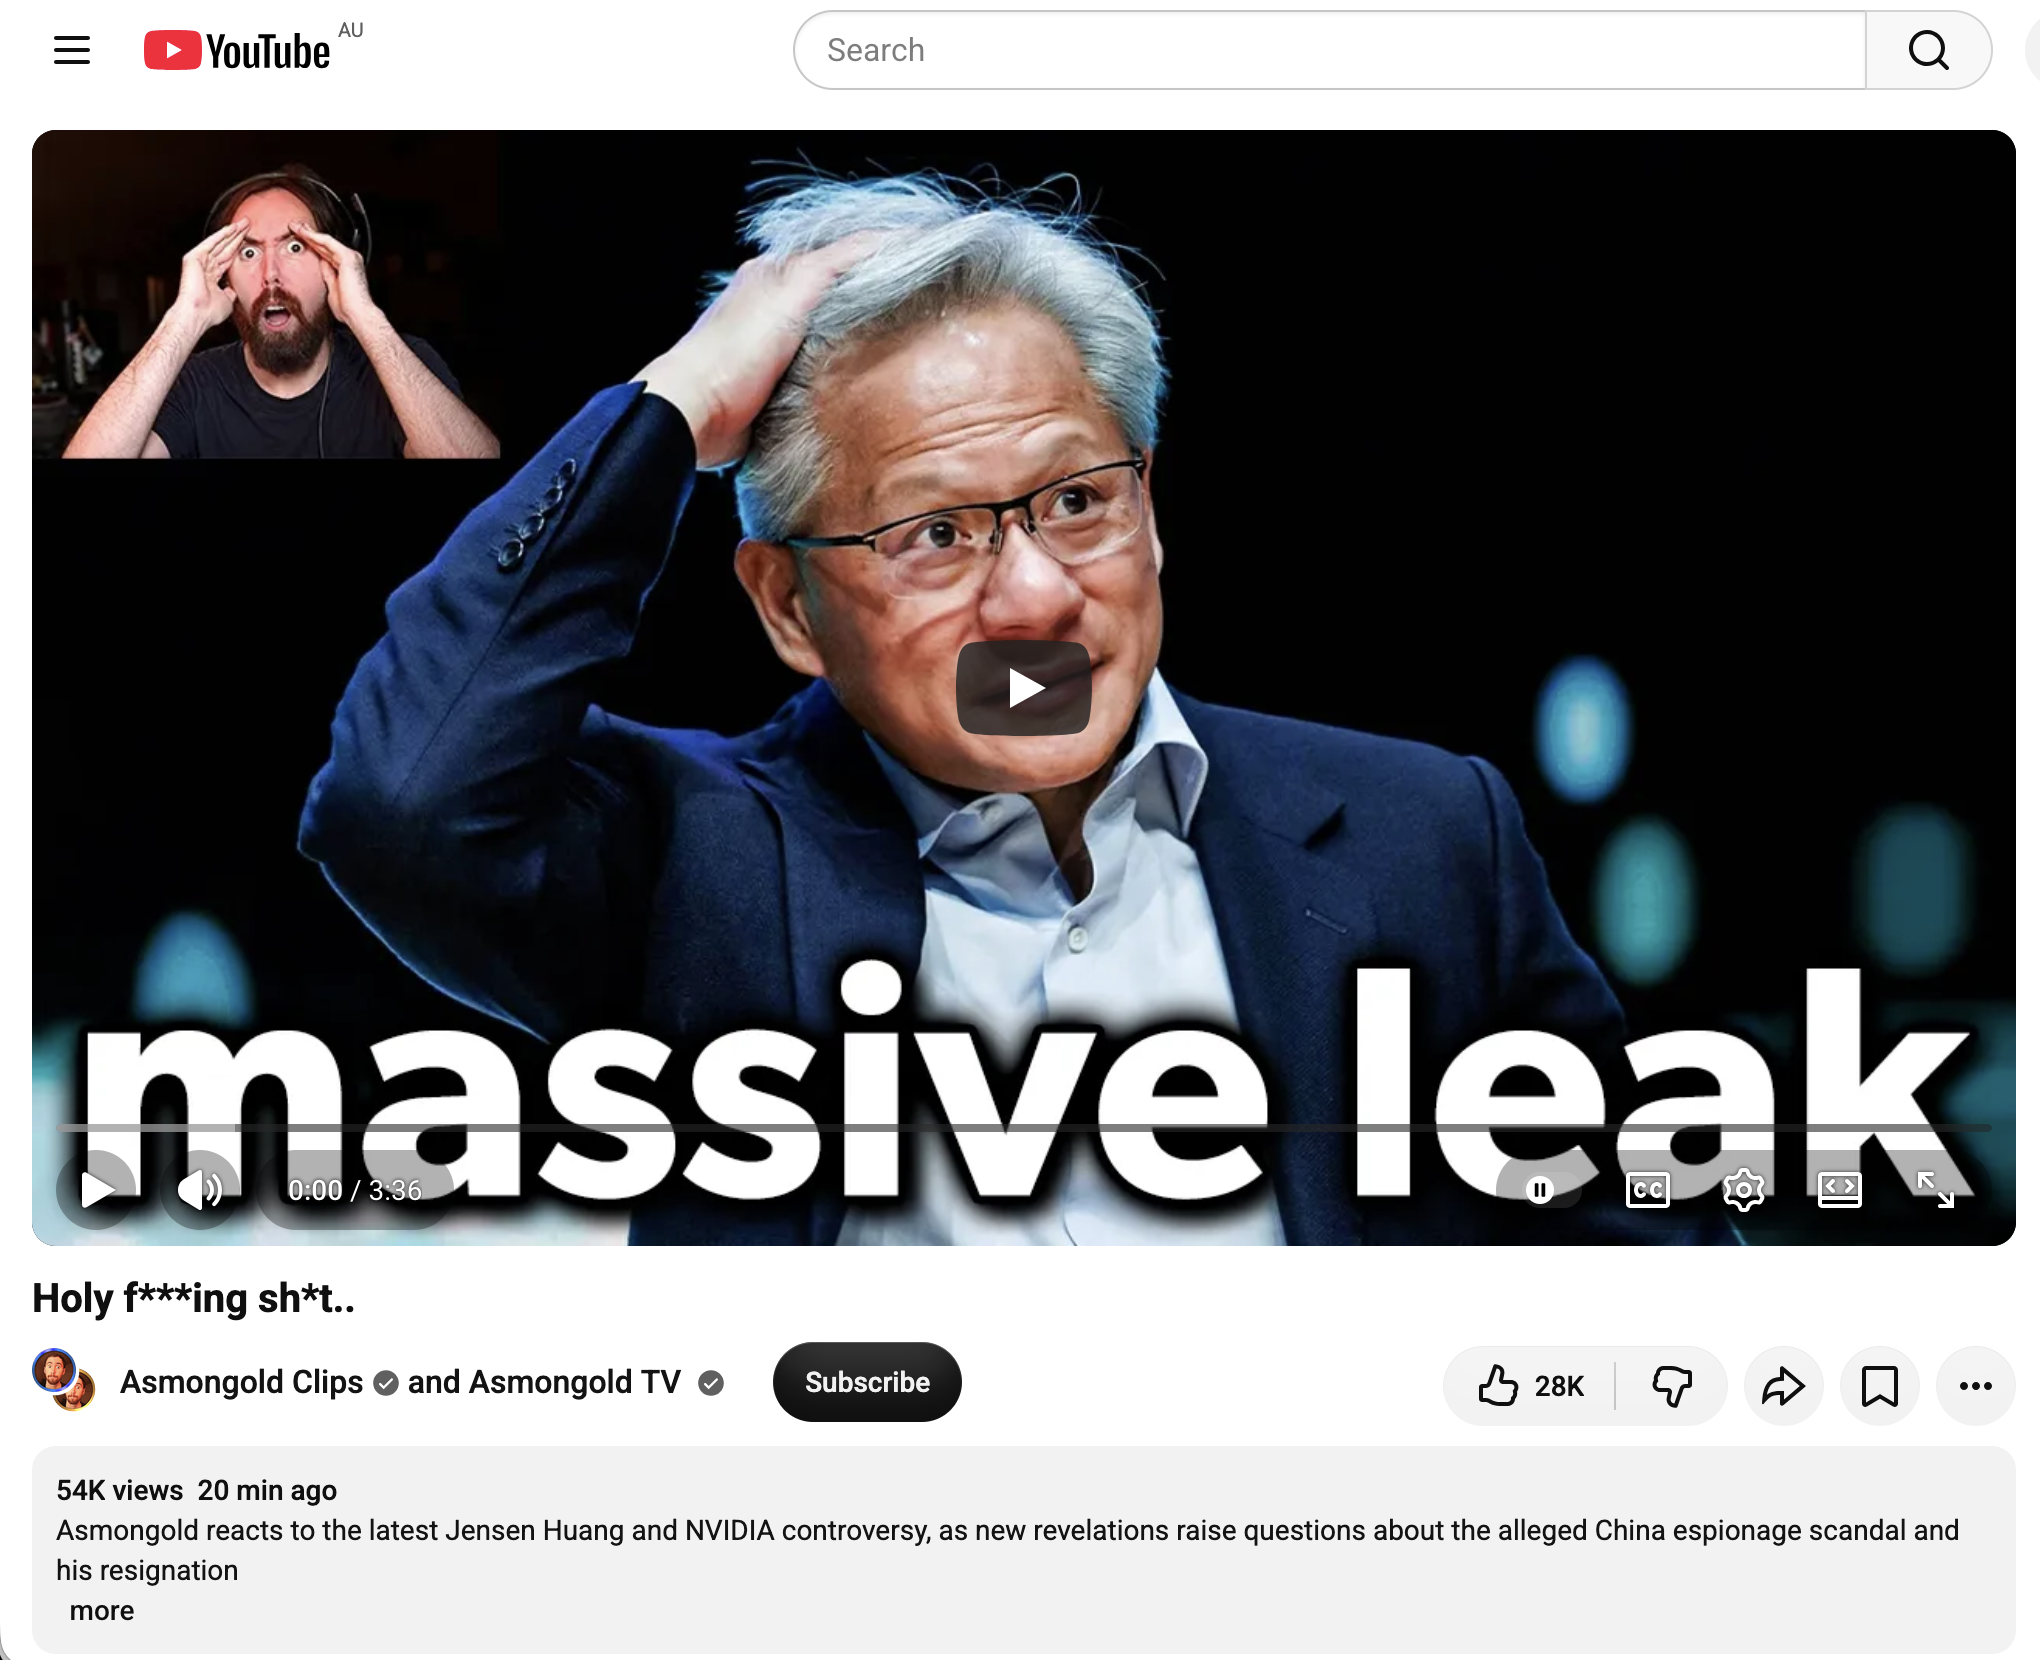 YouTube AU
Search
massive leak
0:00 / 3:36
CC
Holy f***ing sh*t..
Asmongold Clips and Asmongold TV
Subscribe
28K
54K views 20 min ago
Asmongold reacts to the latest Jensen Huang and NVIDIA controversy, as new revelations raise questions about the alleged China espionage scandal and
his resignation
more